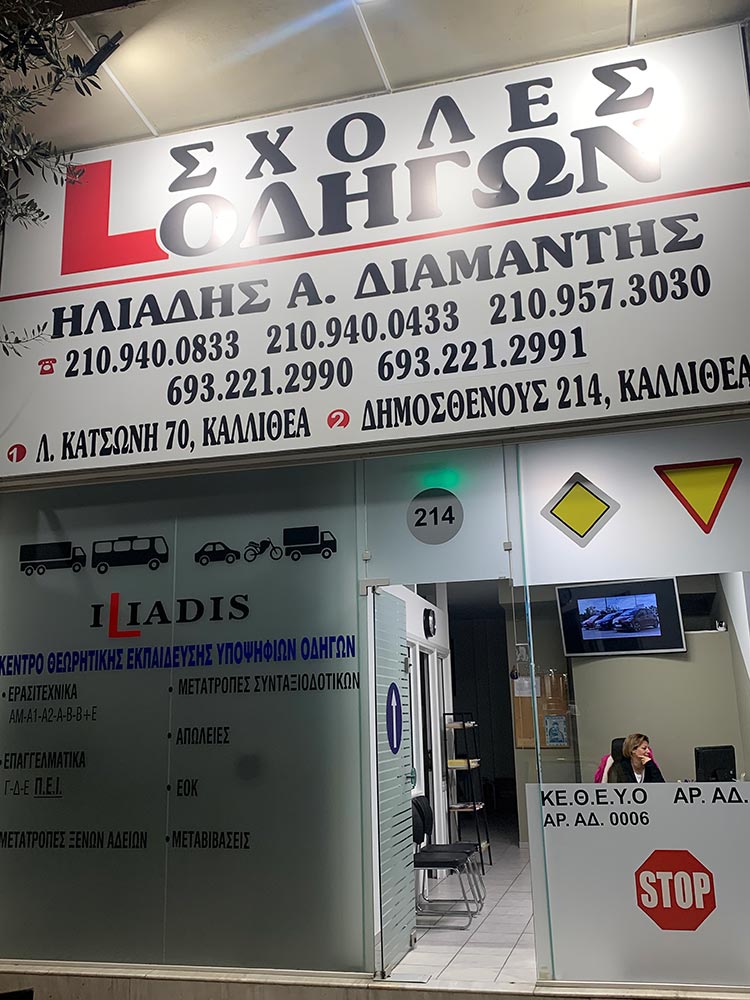 ΣΧΟΛΕΣ
L ΟΔΗΓΩΝ
ΗΛΙΑΔΗΣ Α. ΔΙΑΜΑΝΤΗΣ
210.940.0833 210.940.0433 210.957.3030
693.221.2990 693.221.2991
1 Λ. ΚΑΤΣΩΝΗ 70, ΚΑΛΛΙΘΕΑ 2 ΔΗΜΟΣΘΕΝΟΥΣ 214, ΚΑΛΛΙΘΕΑ
214
ILIADIS
ΚΕΝΤΡΟ ΘΕΩΡΗΤΙΚΗΣ ΕΚΠΑΙΔΕΥΣΗΣ ΥΠΟΨΗΦΙΩΝ ΟΔΗΓΩΝ
• ΕΡΑΣΙΤΕΧΝΙΚΑ
ΑΜ-Α1-Α2-Α-Β-Β+Ε
• ΕΠΑΓΓΕΛΜΑΤΙΚΑ
Γ-Δ-Ε Π.Ε.Ι.
ΜΕΤΑΤΡΟΠΕΣ ΞΕΝΩΝ ΑΔΕΙΩΝ
• ΜΕΤΑΤΡΟΠΕΣ ΣΥΝΤΑΞΙΟΔΟΤΙΚΩΝ
• ΑΠΩΛΕΙΕΣ
• ΕΟΚ
• ΜΕΤΑΒΙΒΑΣΕΙΣ
ΚΕ.Θ.Ε.Υ.Ο ΑΡ. ΑΔ.
ΑΡ. ΑΔ. 0006
STOP